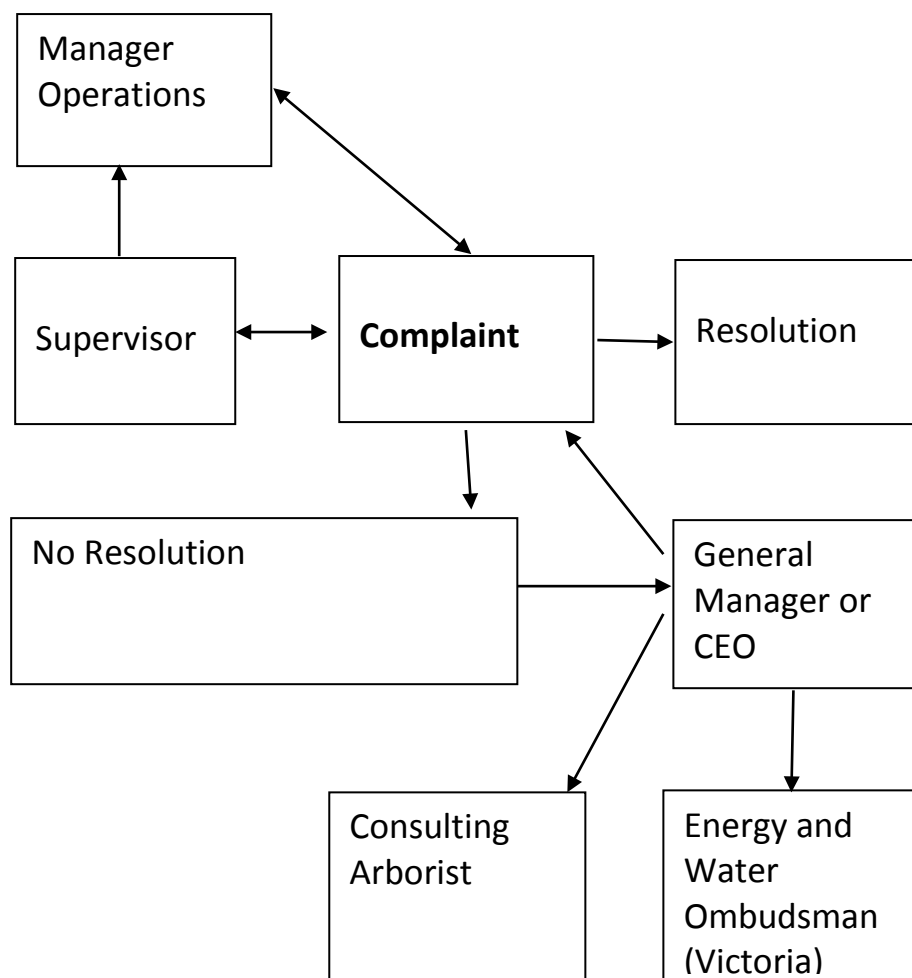 Manager
Operations
Supervisor
Complaint
Resolution
No Resolution
General
Manager or
CEO
Consulting
Arborist
Energy and
Water
Ombudsman
(Victoria)